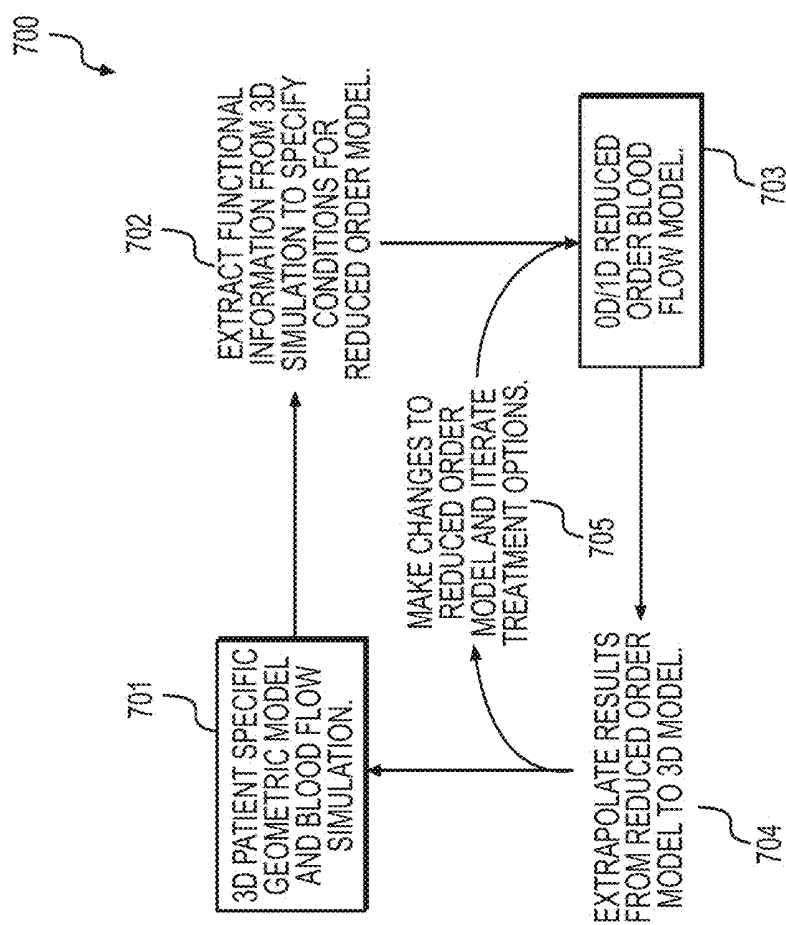 700
701
3D PATIENT SPECIFIC
GEOMETRIC MODEL
AND BLOOD FLOW
SIMULATION.
702
EXTRACT FUNCTIONAL
INFORMATION FROM 3D
SIMULATION TO SPECIFY
CONDITIONS FOR
REDUCED ORDER MODEL.
MAKE CHANGES TO
REDUCED ORDER
MODEL AND ITERATE
TREATMENT OPTIONS.
705
EXTRAPOLATE RESULTS
FROM REDUCED ORDER
MODEL TO 3D MODEL.
704
0D/1D REDUCED
ORDER BLOOD
FLOW MODEL.
703